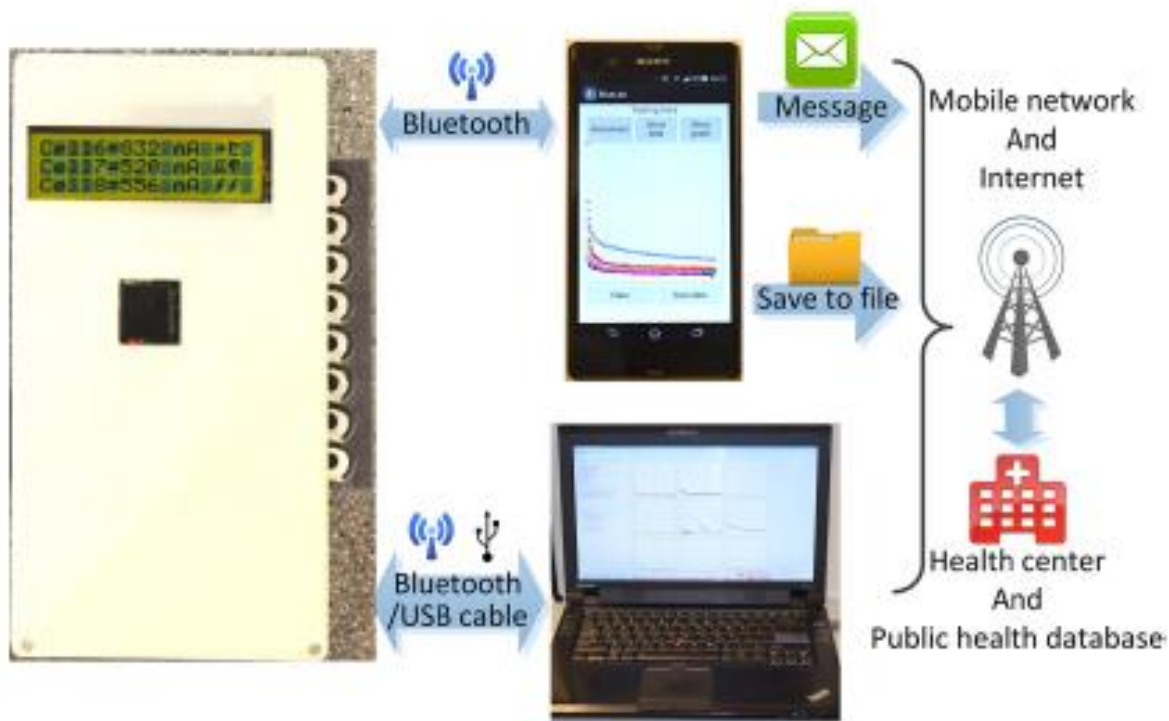 Bluetooth
Message
Save to file
Mobile network
And
Internet
Bluetooth
/USB cable
Health center
And
Public health database